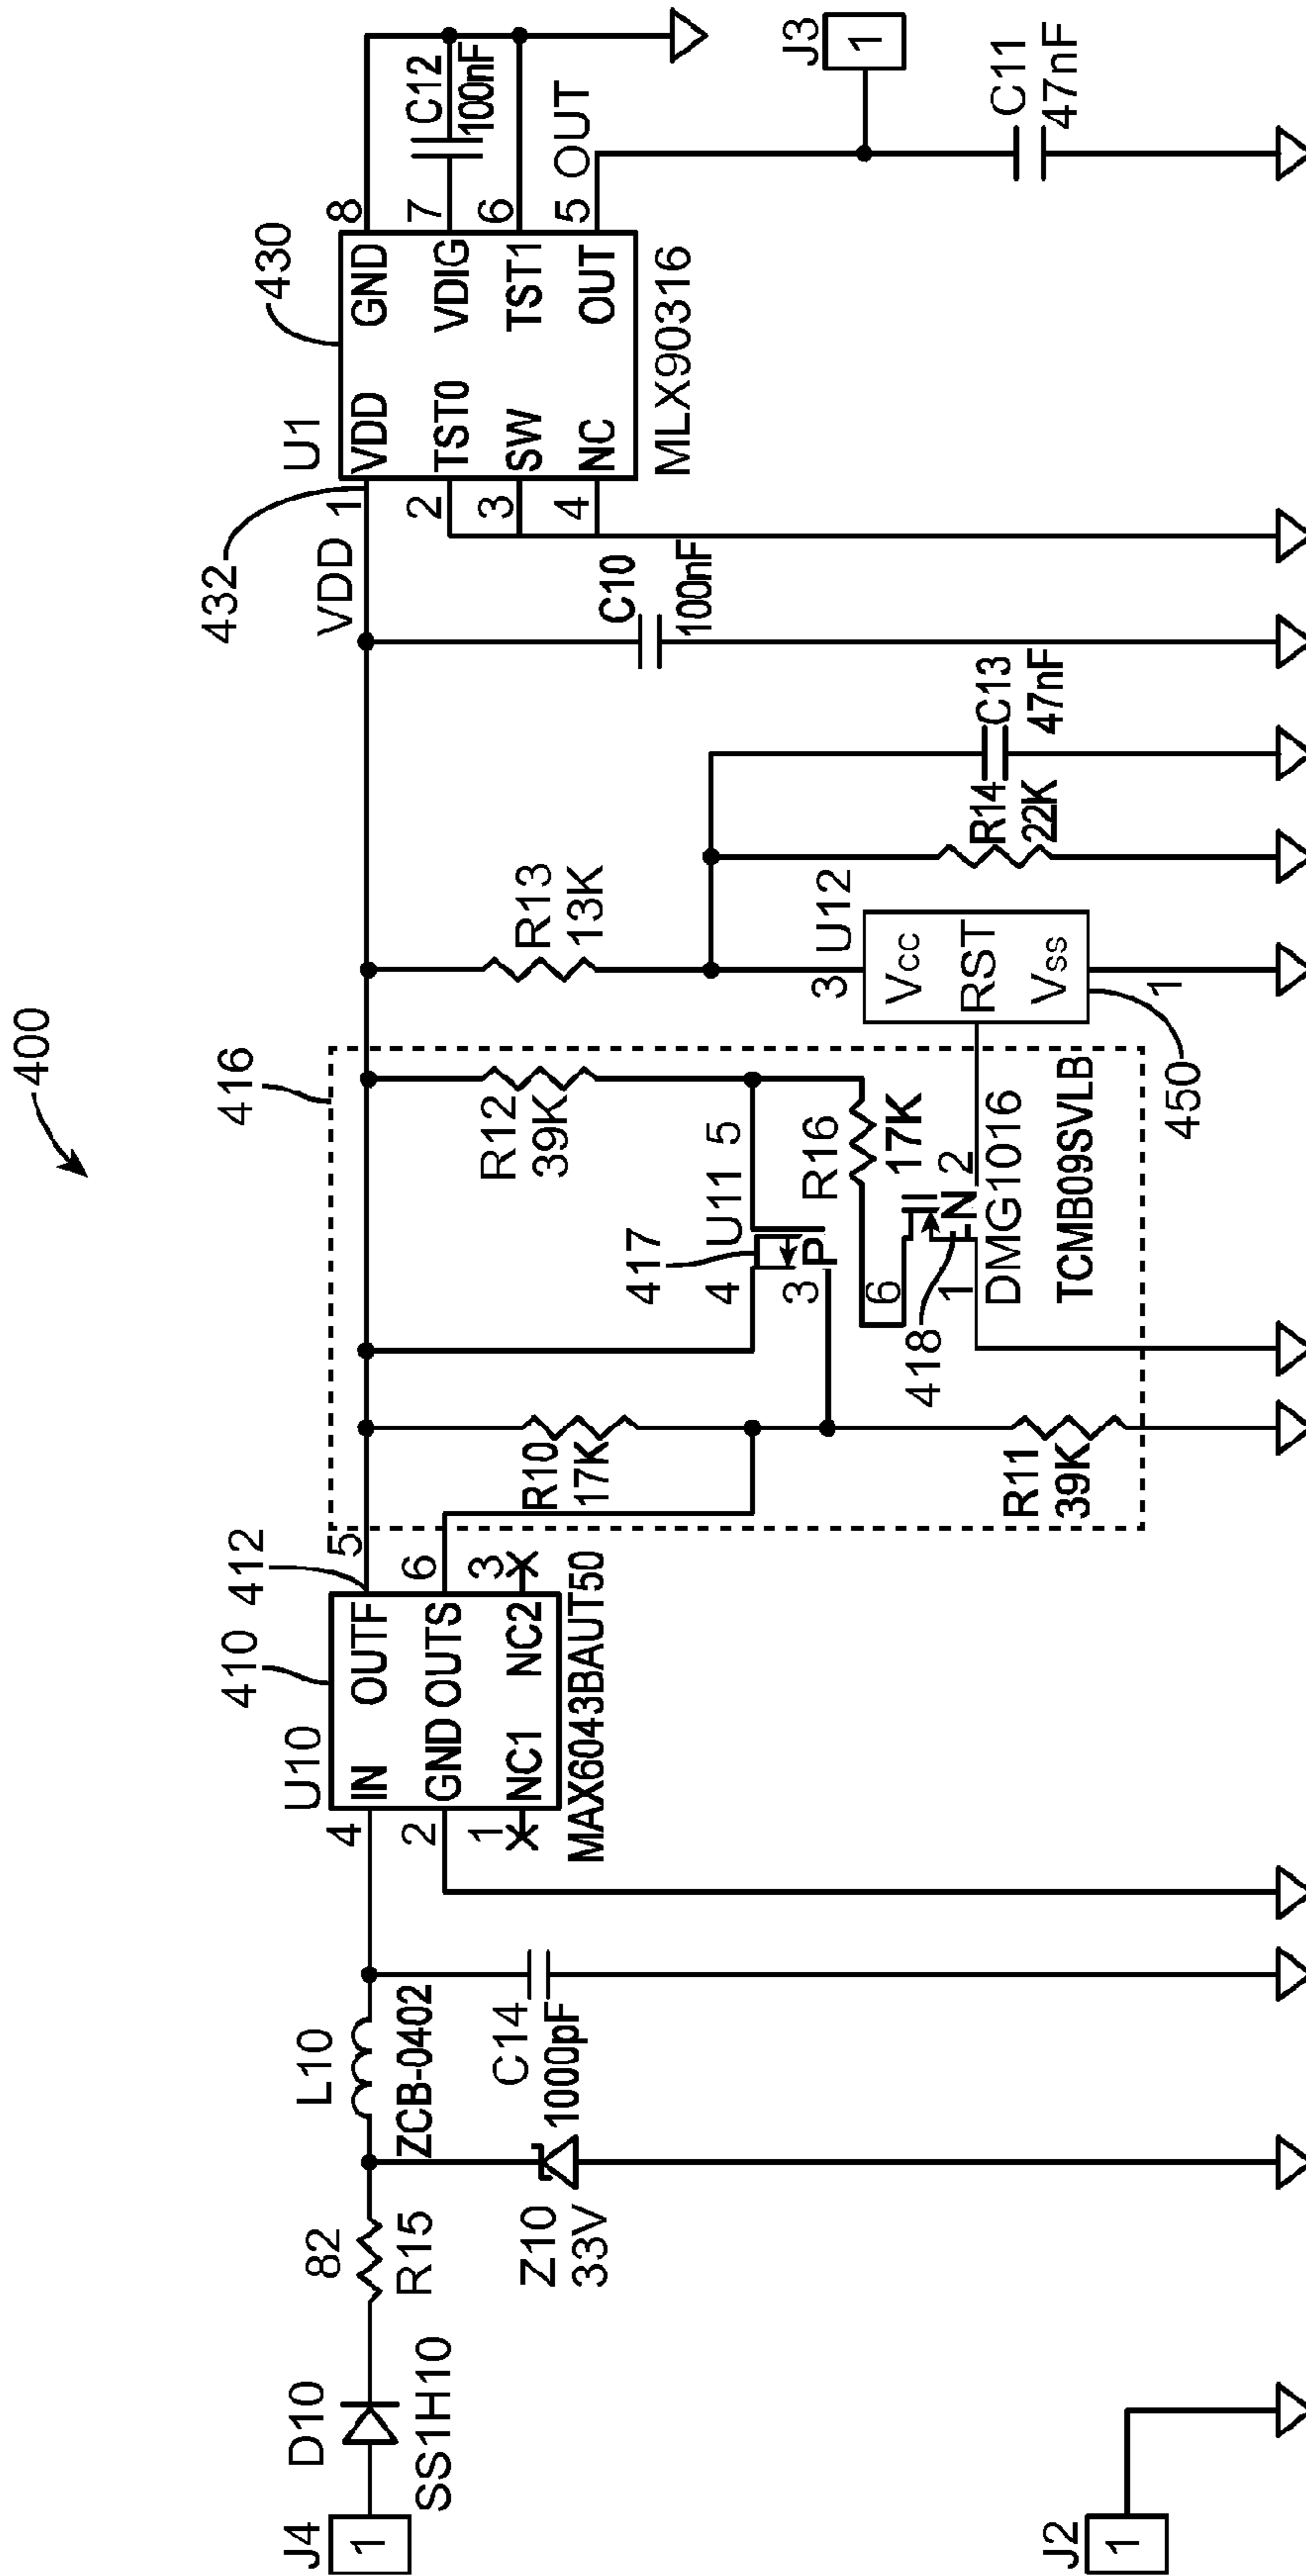 400
J4
1
D10
SS1H10
82
R15
Z10
33V
L10
ZCB-0402
C14
1000pF
U10
410
412
4
IN
OUTF
5
2
GND
OUTS
6
1
NC1
NC2
3
MAX6043BAUT50
416
R10
17K
R11
39K
417
U11
4
5
3
P
R12
39K
R16
17K
6
N
2
1
418
DMG1016
TCMB09SVLB
R13
13K
U12
3
Vcc
RST
Vss
1
450
R14
22K
C13
47nF
C10
100nF
432
VDD
U1
430
1
VDD
GND
8
2
TST0
VDIG
7
3
SW
TST1
6
4
NC
OUT
5
OUT
MLX90316
C12
100nF
J3
1
C11
47nF
J2
1